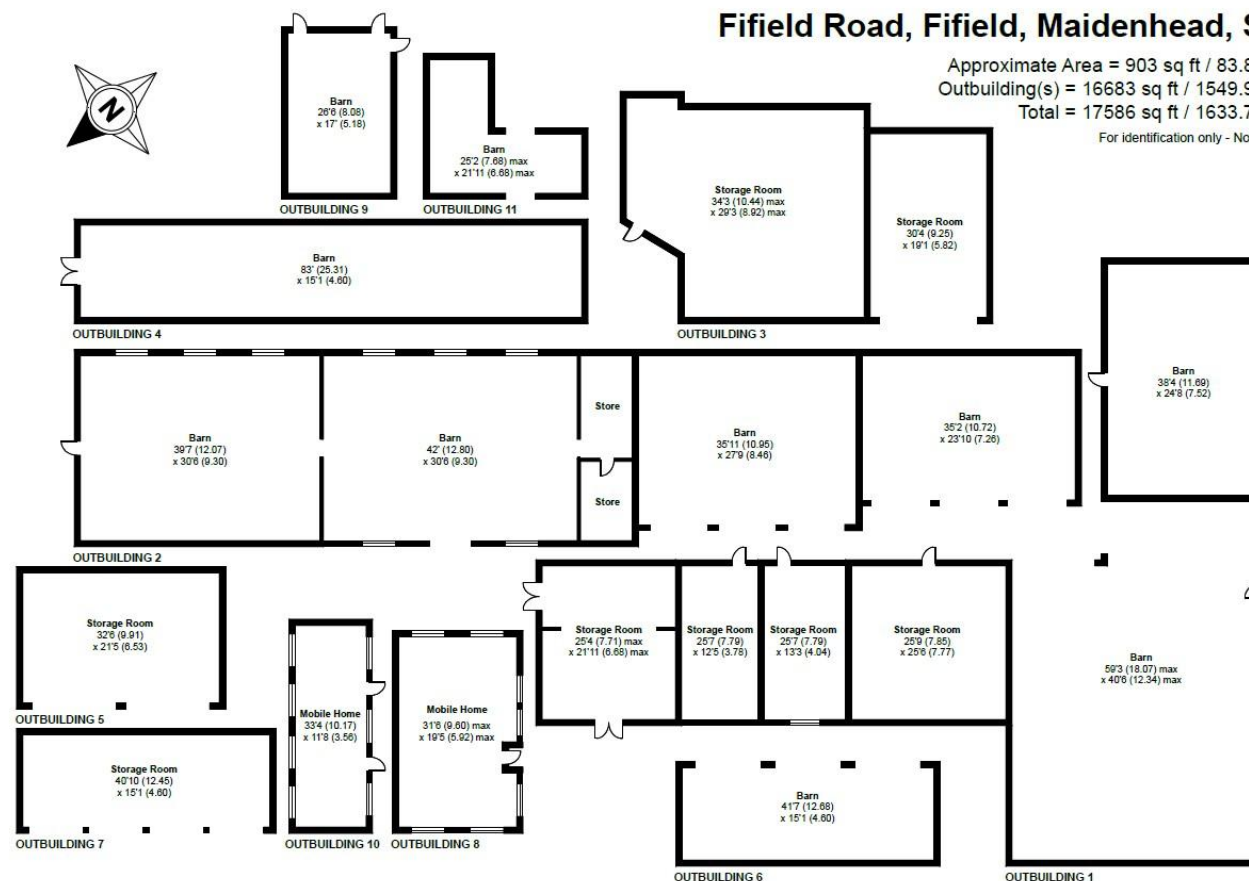 Fifield Road, Fifield, Maidenhead, S
Approximate Area = 903 sq ft / 83.8
Outbuilding(s) = 16683 sq ft / 1549.9
Total = 17586 sq ft / 1633.7
For identification only - No
N
Barn
26'6 (8.08)
x 17' (5.18)
OUTBUILDING 9
Barn
25'2 (7.68) max
x 21'11 (6.68) max
OUTBUILDING 11
Storage Room
34'3 (10.44) max
x 29'3 (8.92) max
Storage Room
30'4 (9.25)
x 19'1 (5.82)
OUTBUILDING 3
Barn
83' (25.31)
x 15'1 (4.60)
OUTBUILDING 4
Barn
38'4 (11.69)
x 24'8 (7.52)
Barn
39'7 (12.07)
x 30'6 (9.30)
Barn
42' (12.80)
x 30'6 (9.30)
Store
Store
Barn
35'11 (10.95)
x 27'9 (8.46)
Barn
35'2 (10.72)
x 23'10 (7.26)
OUTBUILDING 2
Storage Room
32'6 (9.91)
x 21'5 (6.53)
OUTBUILDING 5
Mobile Home
33'4 (10.17)
x 11'8 (3.56)
OUTBUILDING 10
Mobile Home
31'6 (9.60) max
x 19'5 (5.92) max
OUTBUILDING 8
Storage Room
25'4 (7.71) max
x 21'11 (6.68) max
Storage Room
25'7 (7.79)
x 12'5 (3.78)
Storage Room
25'7 (7.79)
x 13'3 (4.04)
Storage Room
25'9 (7.85)
x 25'6 (7.77)
Barn
59'3 (18.07) max
x 40'6 (12.34) max
Storage Room
40'10 (12.45)
x 15'1 (4.60)
OUTBUILDING 7
Barn
41'7 (12.68)
x 15'1 (4.60)
OUTBUILDING 6
OUTBUILDING 1